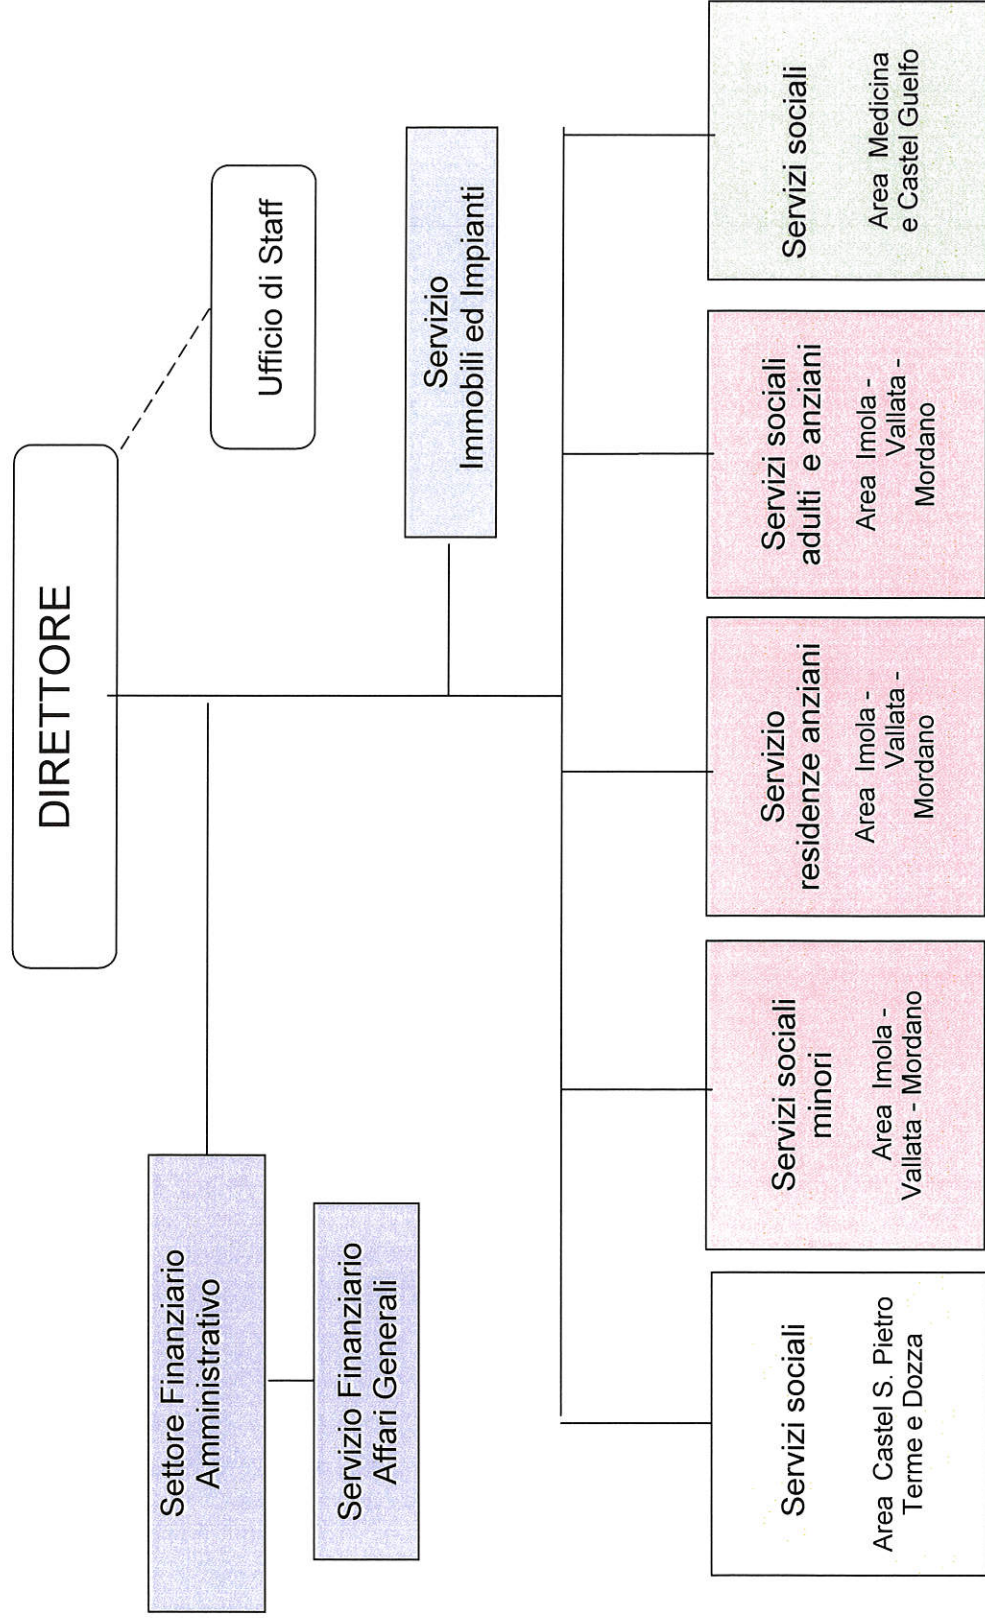 DIRETTORE
Ufficio di Staff
Settore Finanziario
Amministrativo
Servizio Finanziario
Affari Generali
Servizio
Immobili ed Impianti
Servizi sociali
Area Castel S. Pietro
Terme e Dozza
Servizi sociali
minori
Area Imola -
Vallata - Mordano
Servizio
residenze anziani
Area Imola -
Vallata -
Mordano
Servizi sociali
adulti e anziani
Area Imola -
Vallata -
Mordano
Servizi sociali
Area Medicina
e Castel Guelfo